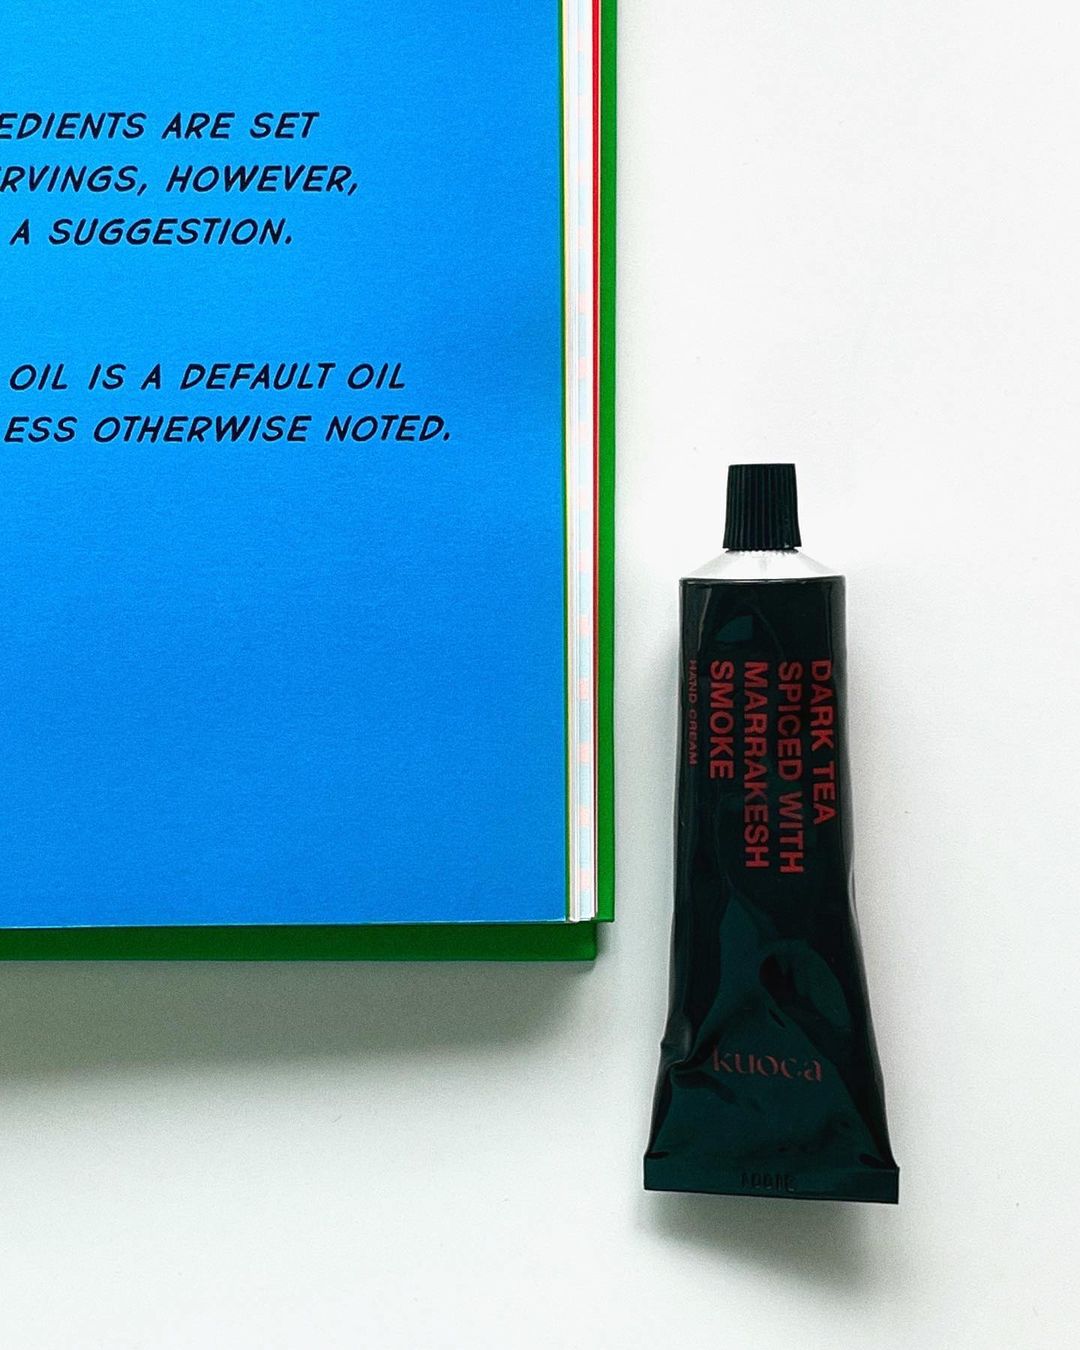 EDIENTS ARE SET
RVINGS, HOWEVER,
A SUGGESTION.
OIL IS A DEFAULT OIL
ESS OTHERWISE NOTED.
DARK TEA
SPICED WITH
MARRAKESH
SMOKE
HAND CREAM
kuoca